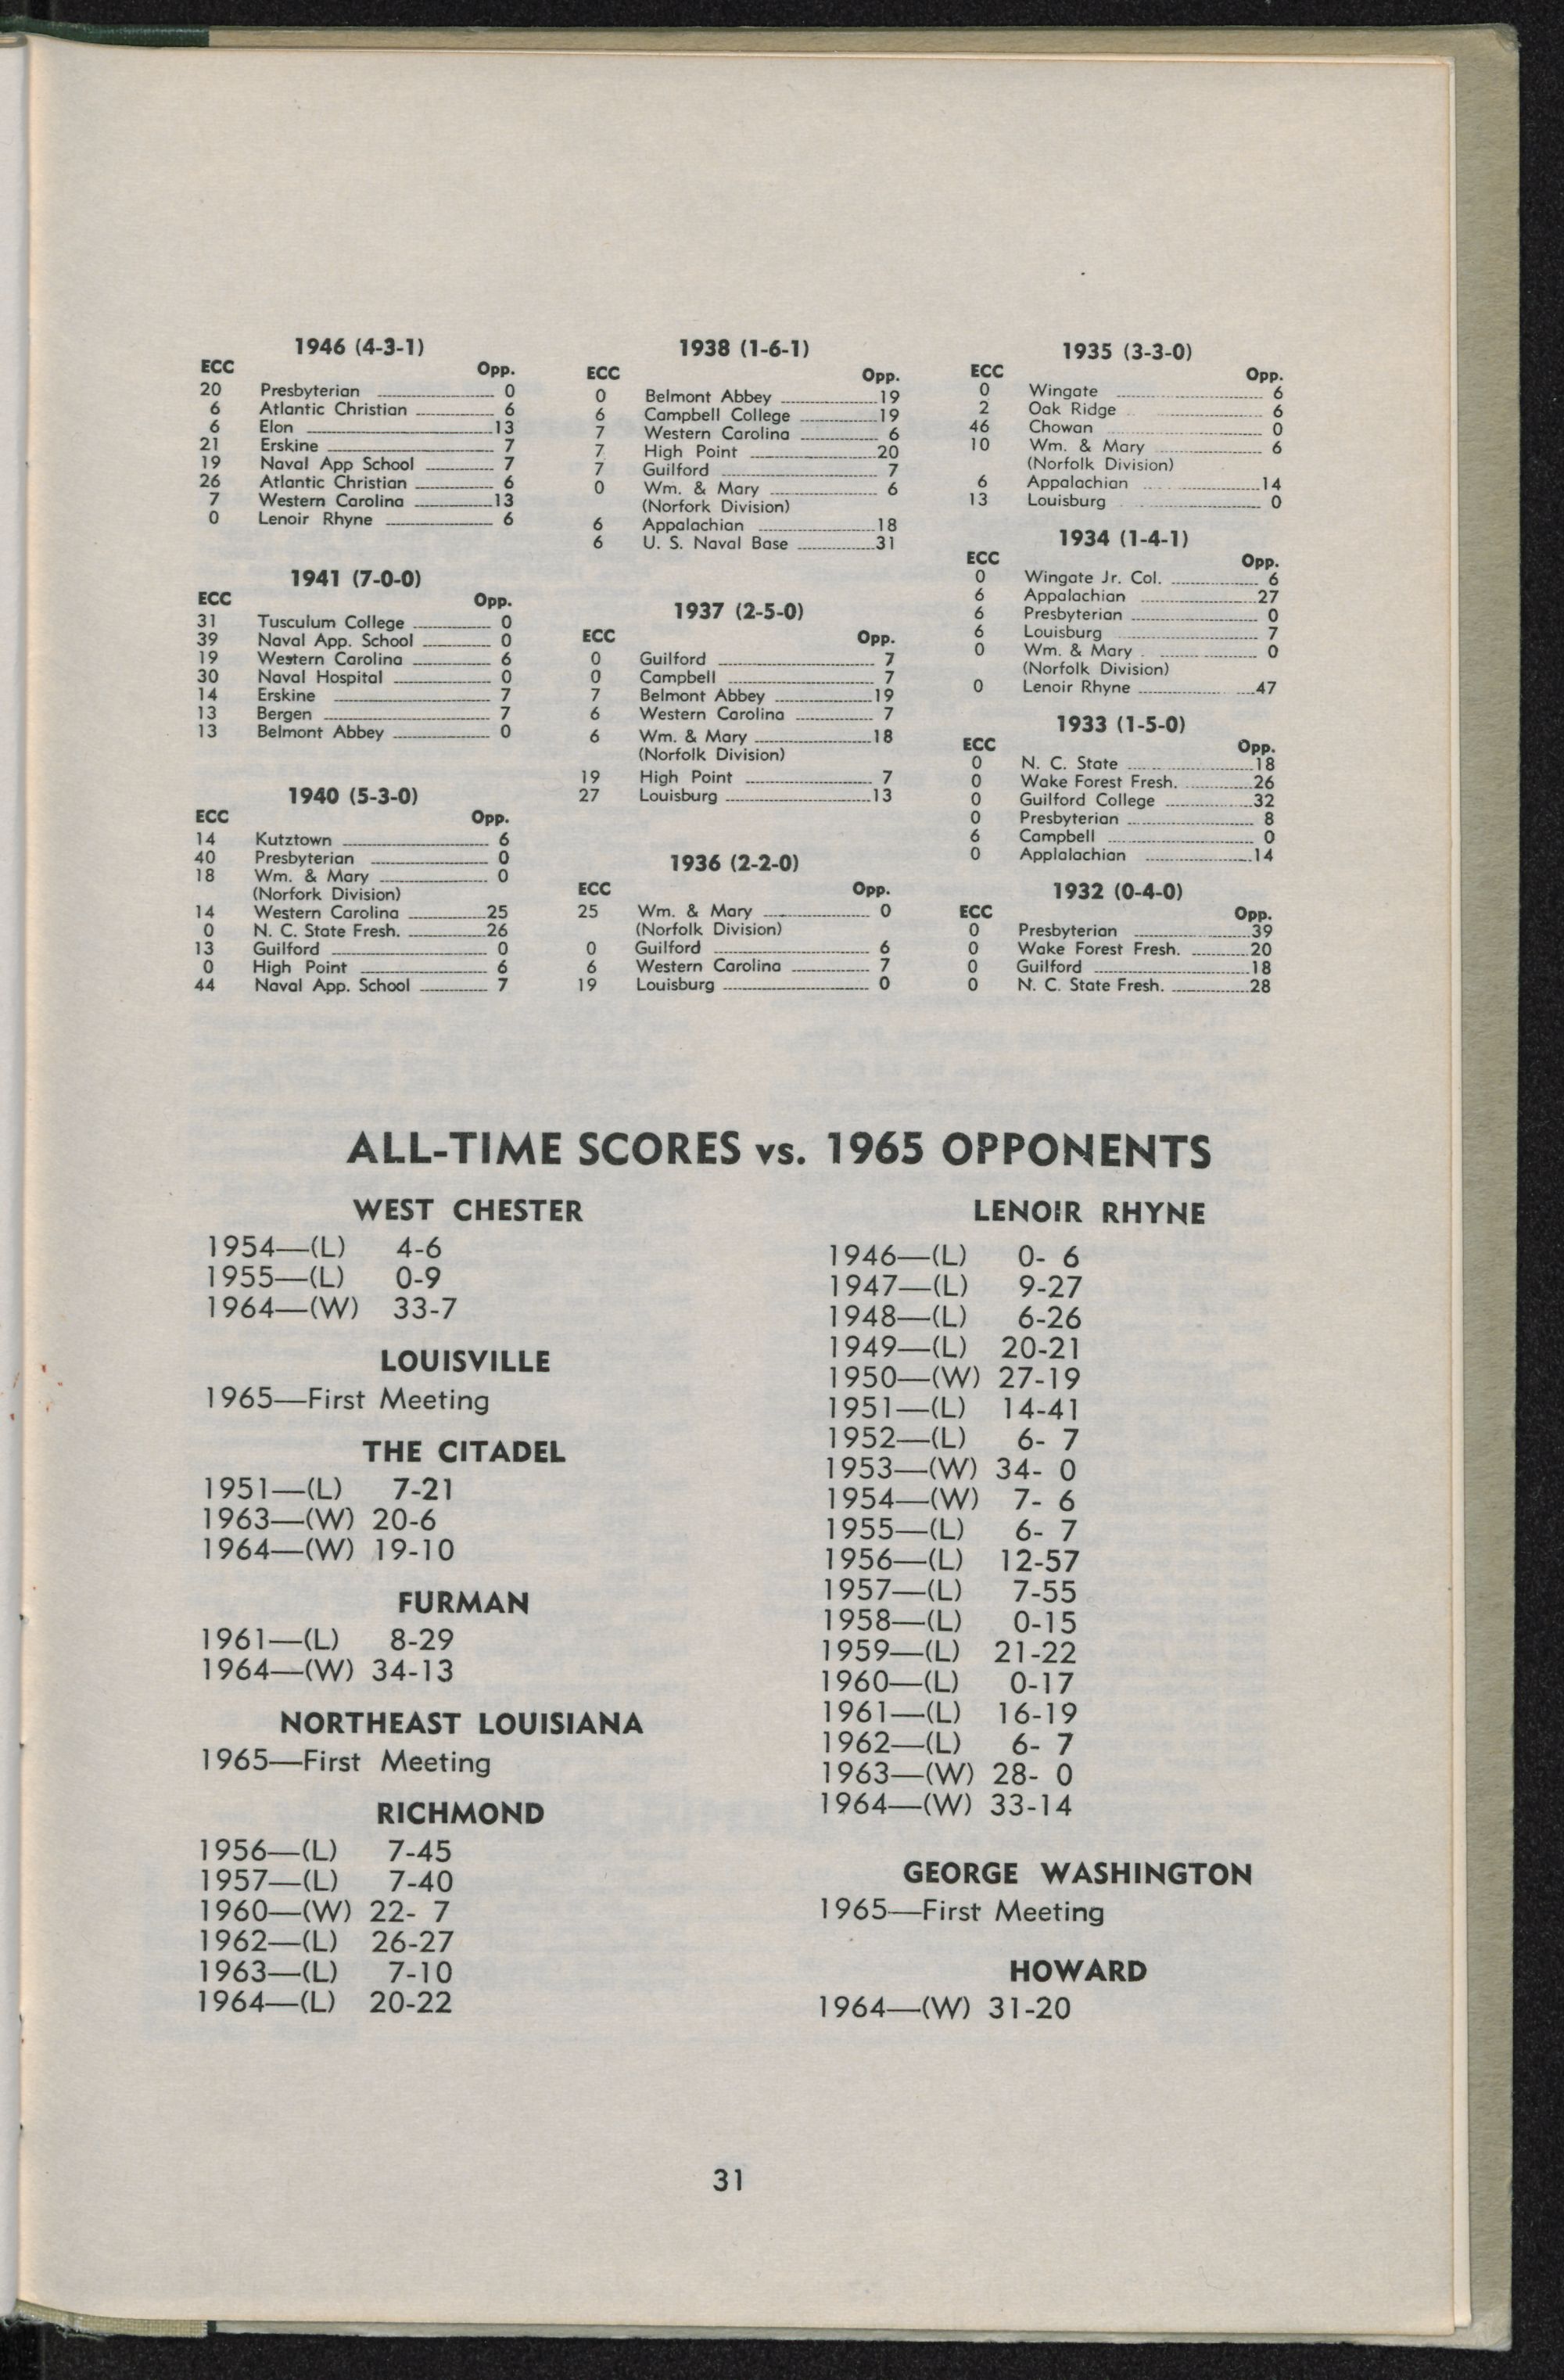 1946 (4-3-1)
ECC Opp.
20 Presbyterian 0
6 Atlantic Christian 6
6 Elon 13
21 Erskine 7
19 Naval App School 7
26 Atlantic Christian 6
7 Western Carolina 13
0 Lenoir Rhyne 6
1941 (7-0-0)
ECC Opp.
31 Tusculum College 0
39 Naval App. School 0
19 Western Carolina 6
30 Naval Hospital 0
14 Erskine 7
13 Bergen 7
13 Belmont Abbey 0
1940 (5-3-0)
ECC Opp.
14 Kutztown 6
40 Presbyterian 0
18 Wm. & Mary 0
(Norfork Division)
14 Western Carolina 25
0 N. C. State Fresh. 26
13 Guilford 0
0 High Point 6
44 Naval App. School 7
1938 (1-6-1)
ECC Opp.
0 Belmont Abbey 19
6 Campbell College 19
7 Western Carolina 6
7 High Point 20
7 Guilford 7
0 Wm. & Mary 6
(Norfork Division)
6 Appalachian 18
6 U. S. Naval Base 31
1937 (2-5-0)
ECC Opp.
0 Guilford 7
0 Campbell 7
7 Belmont Abbey 19
6 Western Carolina 7
6 Wm. & Mary 18
(Norfolk Division)
19 High Point 7
27 Louisburg 13
1936 (2-2-0)
ECC Opp.
25 Wm. & Mary 0
(Norfolk Division)
0 Guilford 6
6 Western Carolina 7
19 Louisburg 0
1935 (3-3-0)
ECC Opp.
0 Wingate 6
2 Oak Ridge 6
46 Chowan 0
10 Wm. & Mary 6
(Norfolk Division)
6 Appalachian 14
13 Louisburg 0
1934 (1-4-1)
ECC Opp.
0 Wingate Jr. Col. 6
6 Appalachian 27
6 Presbyterian 0
6 Louisburg 7
0 Wm. & Mary 0
(Norfolk Division)
0 Lenoir Rhyne 47
1933 (1-5-0)
ECC Opp.
0 N. C. State 18
0 Wake Forest Fresh. 26
0 Guilford College 32
0 Presbyterian 8
6 Campbell 0
0 Applalachian 14
1932 (0-4-0)
ECC Opp.
0 Presbyterian 39
0 Wake Forest Fresh. 20
0 Guilford 18
0 N. C. State Fresh. 28
ALL-TIME SCORES vs. 1965 OPPONENTS
WEST CHESTER
1954—(L) 4-6
1955—(L) 0-9
1964—(W) 33-7
LOUISVILLE
1965—First Meeting
THE CITADEL
1951—(L) 7-21
1963—(W) 20-6
1964—(W) 19-10
FURMAN
1961—(L) 8-29
1964—(W) 34-13
NORTHEAST LOUISIANA
1965—First Meeting
RICHMOND
1956—(L) 7-45
1957—(L) 7-40
1960—(W) 22- 7
1962—(L) 26-27
1963—(L) 7-10
1964—(L) 20-22
LENOIR RHYNE
1946—(L) 0- 6
1947—(L) 9-27
1948—(L) 6-26
1949—(L) 20-21
1950—(W) 27-19
1951—(L) 14-41
1952—(L) 6- 7
1953—(W) 34- 0
1954—(W) 7- 6
1955—(L) 6- 7
1956—(L) 12-57
1957—(L) 7-55
1958—(L) 0-15
1959—(L) 21-22
1960—(L) 0-17
1961—(L) 16-19
1962—(L) 6- 7
1963—(W) 28- 0
1964—(W) 33-14
GEORGE WASHINGTON
1965—First Meeting
HOWARD
1964—(W) 31-20
31